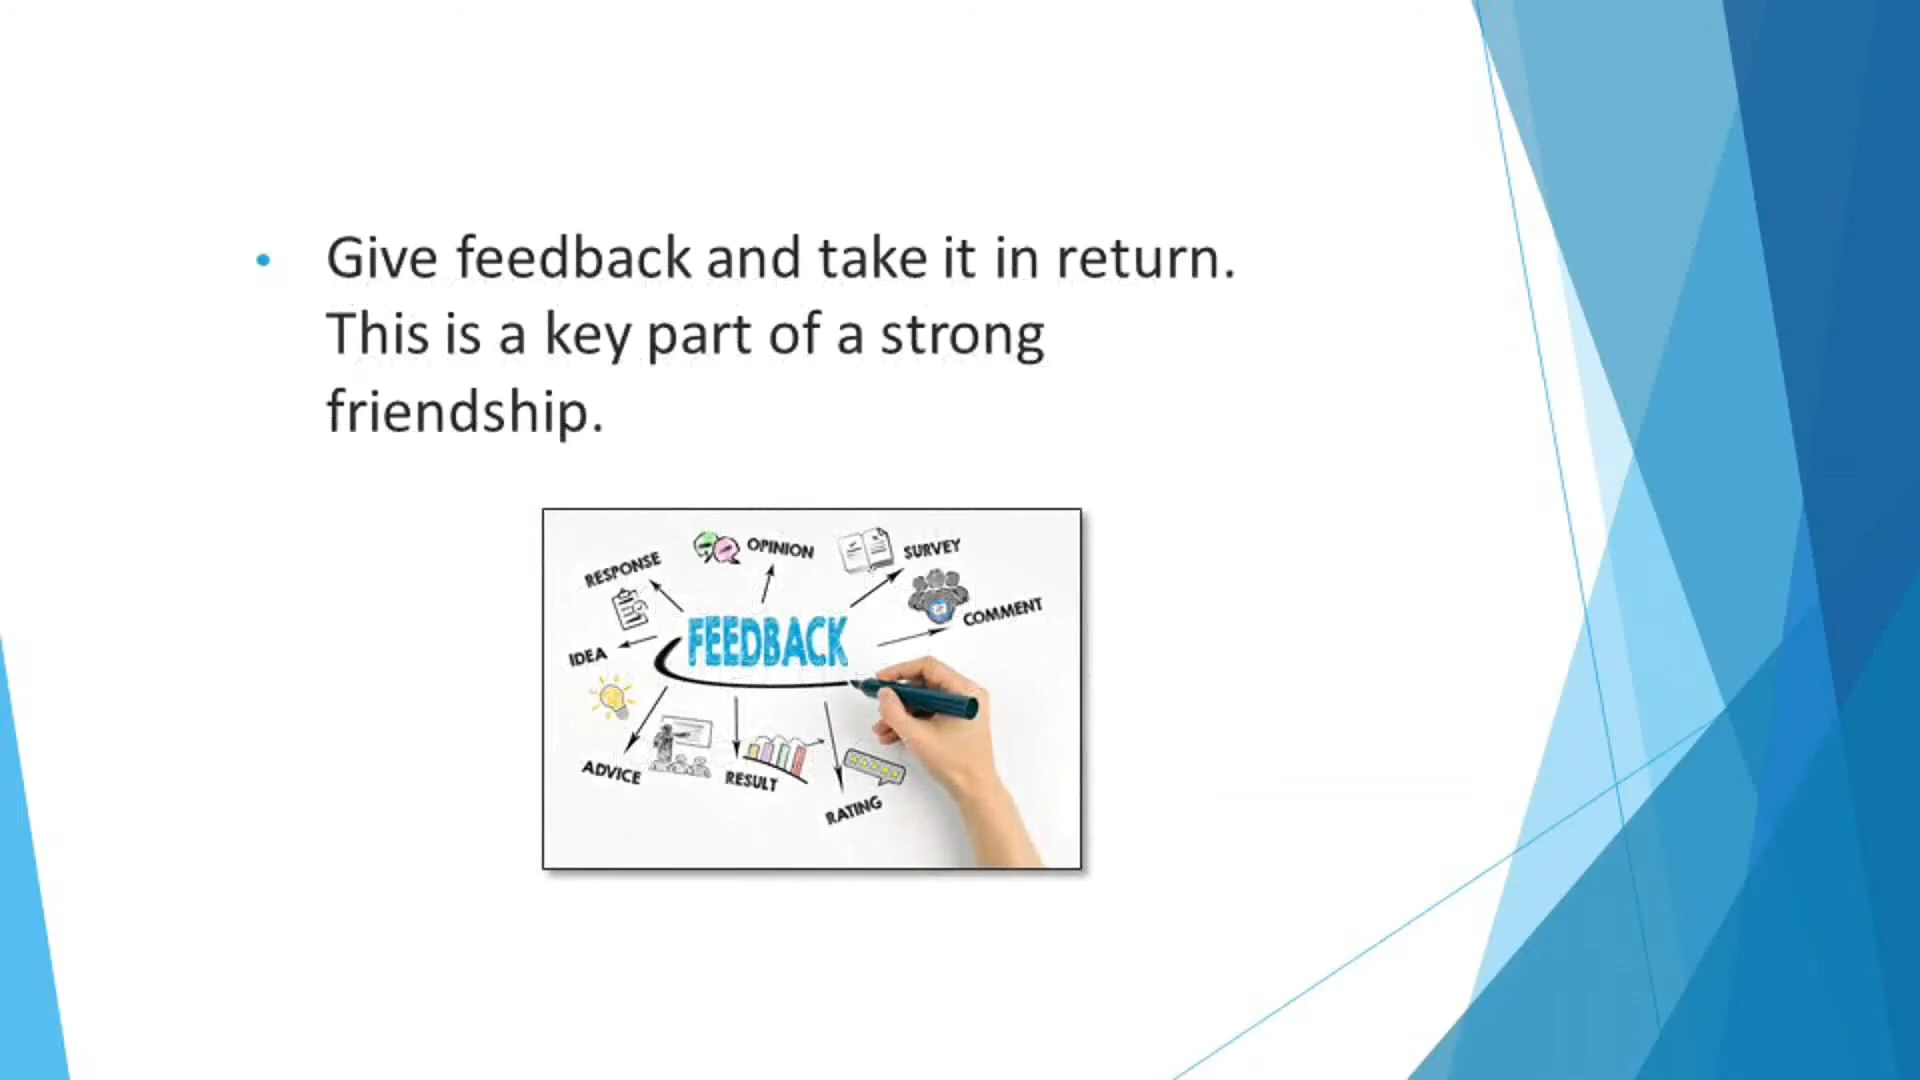 • Give feedback and take it in return.
This is a key part of a strong
friendship.
OPINION
SURVEY
RESPONSE
COMMENT
FEEDBACK
IDEA
ADVICE
RESULT
RATING